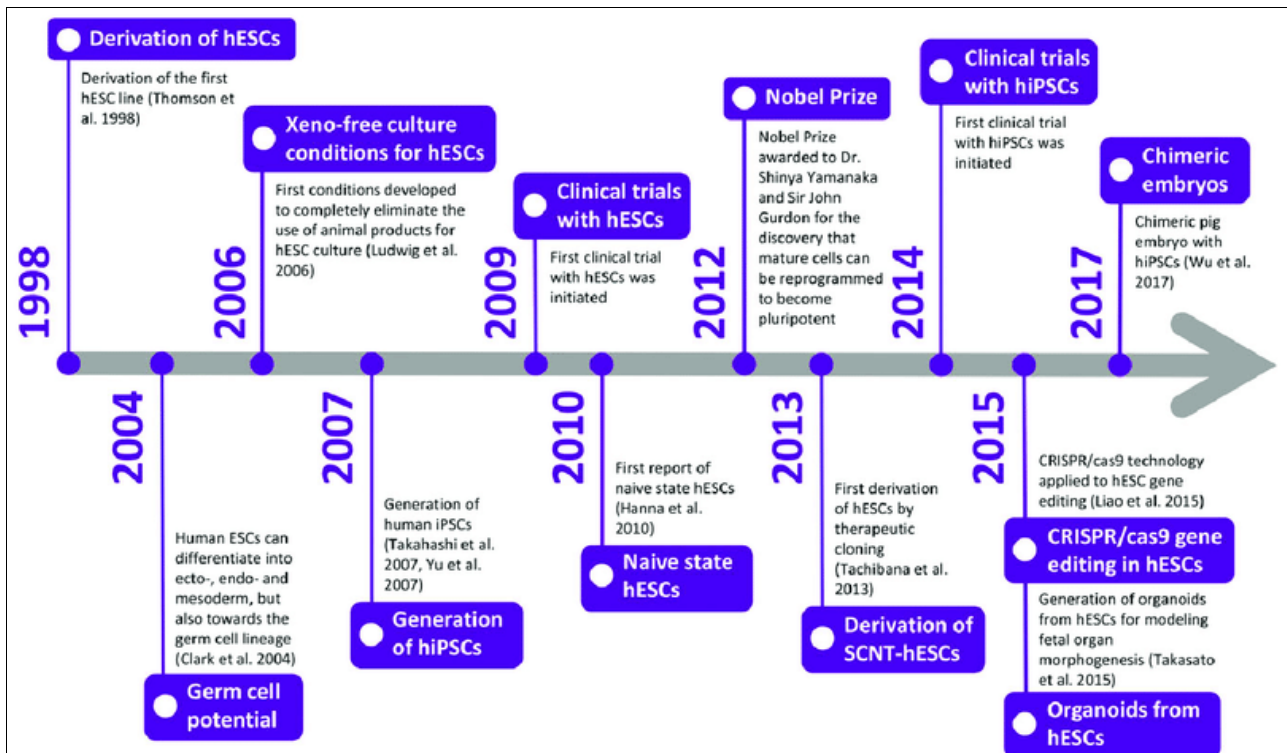 1998
Derivation of hESCs
Derivation of the first
hESC line (Thomson et
al. 1998)
2004
Human ESCs can
differentiate into
ecto-, endo- and
mesoderm, but
also towards the
germ cell lineage
(Clark et al. 2004)
Germ cell
potential
2006
Xeno-free culture
conditions for hESCs
First conditions developed
to completely eliminate the
use of animal products for
hESC culture (Ludwig et al.
2006)
2007
Generation of
human iPSCs
(Takahashi et al.
2007, Yu et al.
2007)
Generation
of hiPSCs
2009
Clinical trials
with hESCs
First clinical trial
with hESCs was
initiated
2010
First report of
naive state hESCs
(Hanna et al.
2010)
Naive state
hESCs
2012
Nobel Prize
Nobel Prize
awarded to Dr.
Shinya Yamanaka
and Sir John
Gurdon for the
discovery that
mature cells can
be reprogrammed
to become
pluripotent
2013
First derivation
of hESCs by
therapeutic
cloning
(Tachibana et al.
2013)
Derivation of
SCNT-hESCs
2014
Clinical trials
with hiPSCs
First clinical trial
with hiPSCs was
initiated
2015
CRISPR/cas9 technology
applied to hESC gene
editing (Liao et al. 2015)
CRISPR/cas9 gene
editing in hESCs
Generation of organoids
from hESCs for modeling
fetal organ
morphogenesis (Takasato
et al. 2015)
Organoids from
hESCs
2017
Chimeric
embryos
Chimeric pig
embryo with
hiPSCs (Wu et al.
2017)